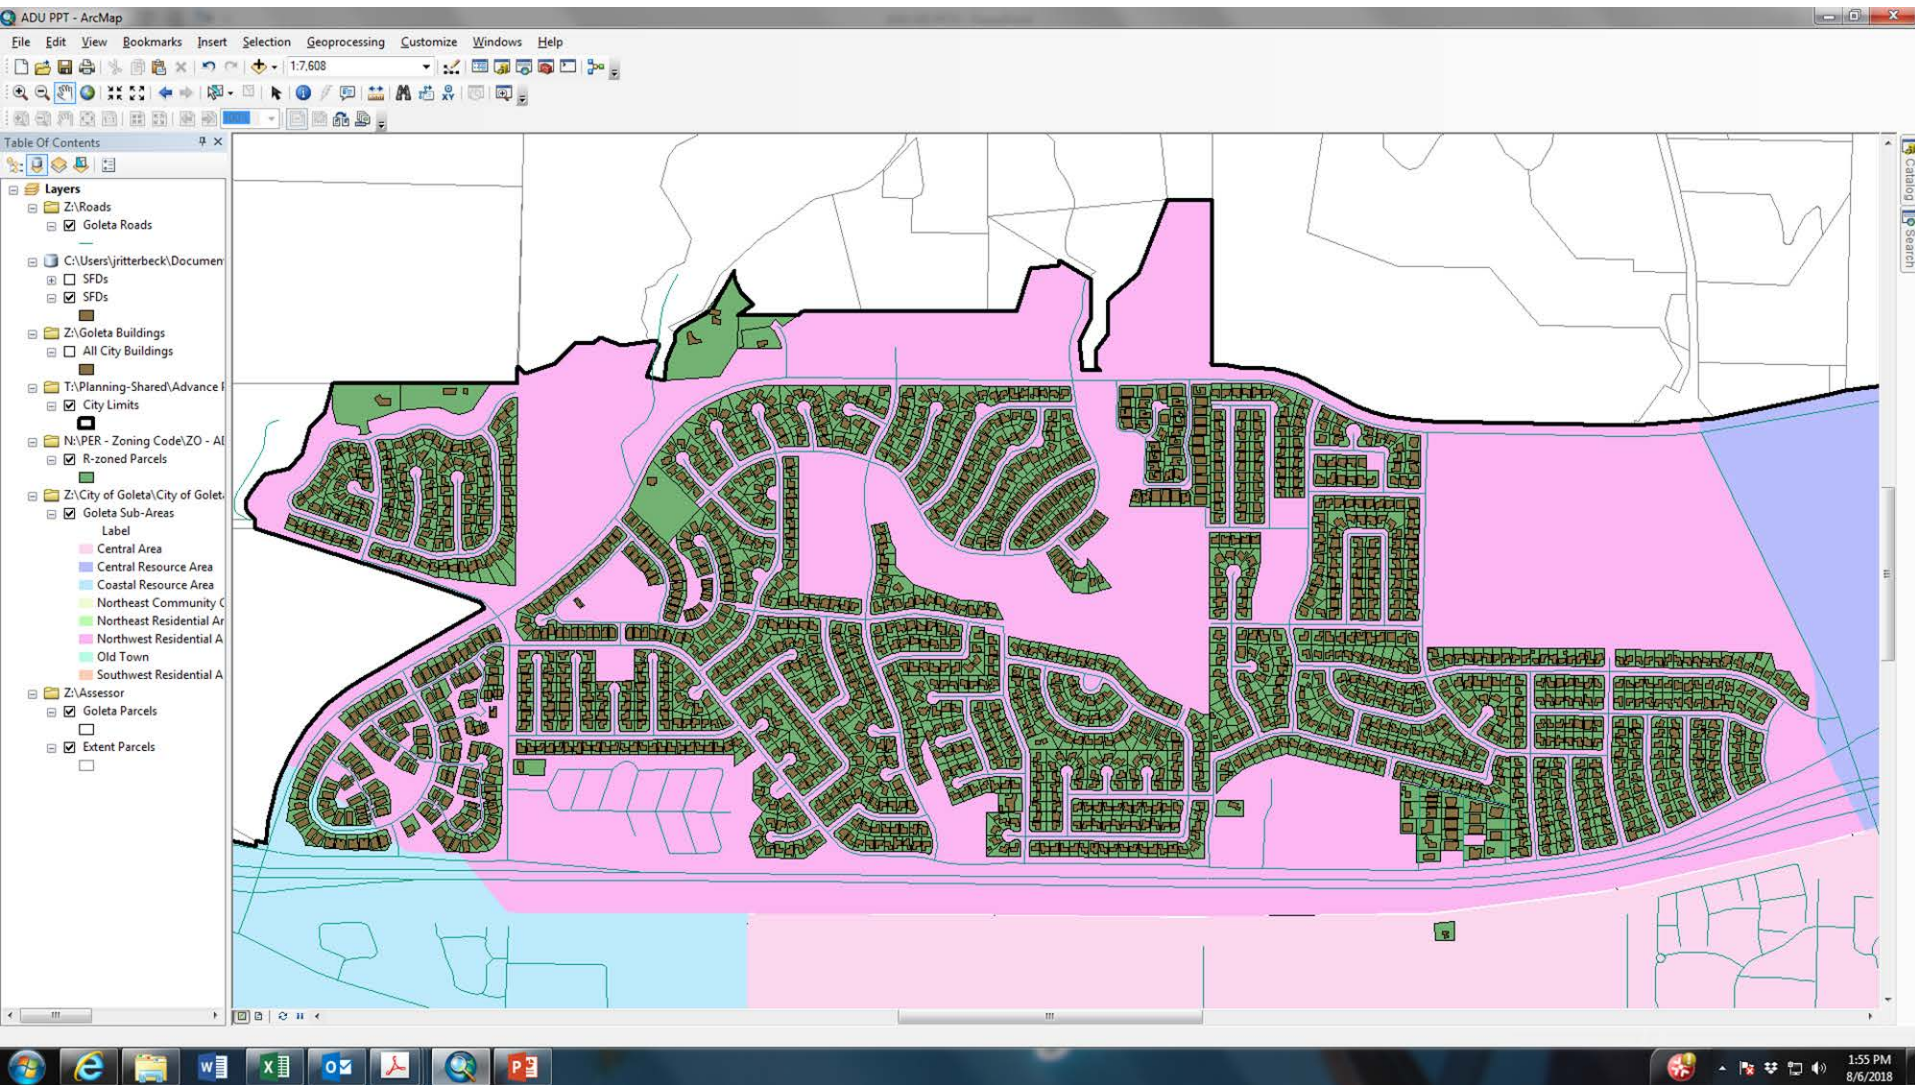 ADU PPT - ArcMap
File Edit View Bookmarks Insert Selection Geoprocessing Customize Windows Help
1:7,608
100%
Table Of Contents
Layers
Z:\Roads
Goleta Roads
C:\Users\jritterbeck\Documen
SFDs
SFDs
Z:\Goleta Buildings
All City Buildings
T:\Planning-Shared\Advance
City Limits
N:\PER - Zoning Code\ZO -
R-zoned Parcels
Z:\City of Goleta\City of Golet
Goleta Sub-Areas
Label
Central Area
Central Resource Area
Coastal Resource Area
Northeast Community C
Northeast Residential Ar
Northwest Residential A
Old Town
Southwest Residential A
Z:\Assessor
Goleta Parcels
Extent Parcels
Catalog
Search
1:55 PM
8/6/2018